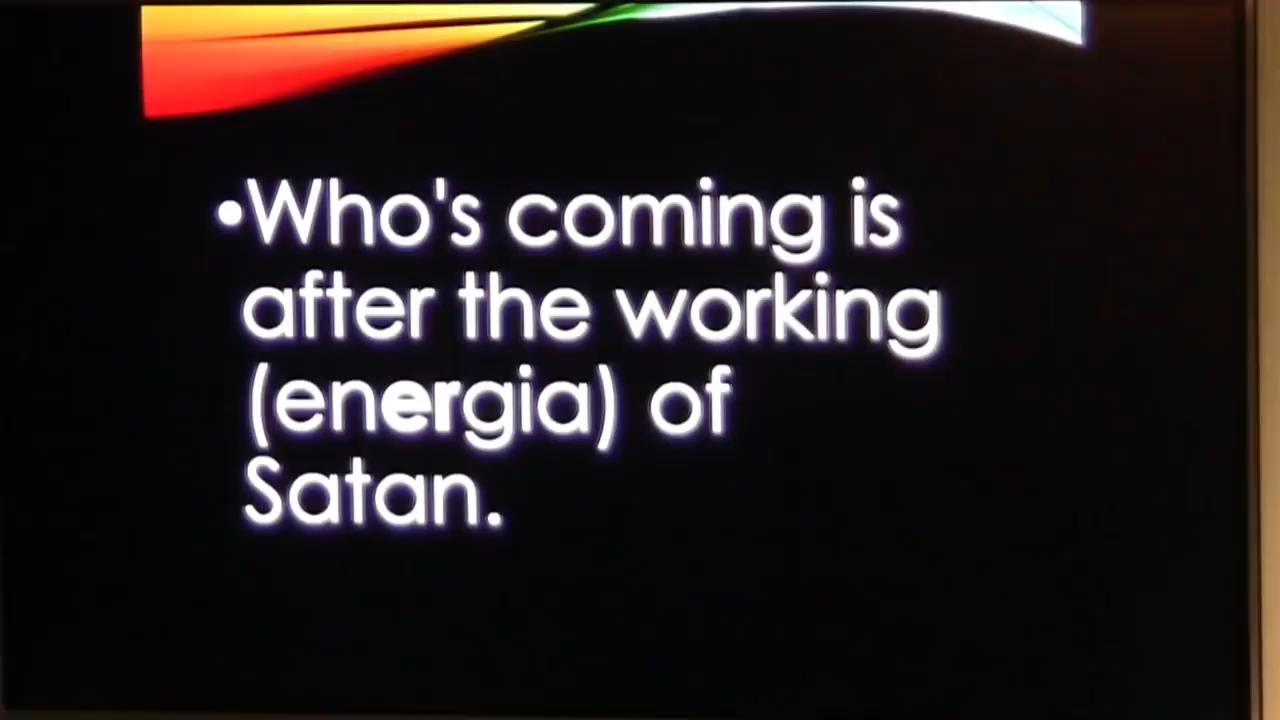 •Who's coming is
after the working
(energia) of
Satan.